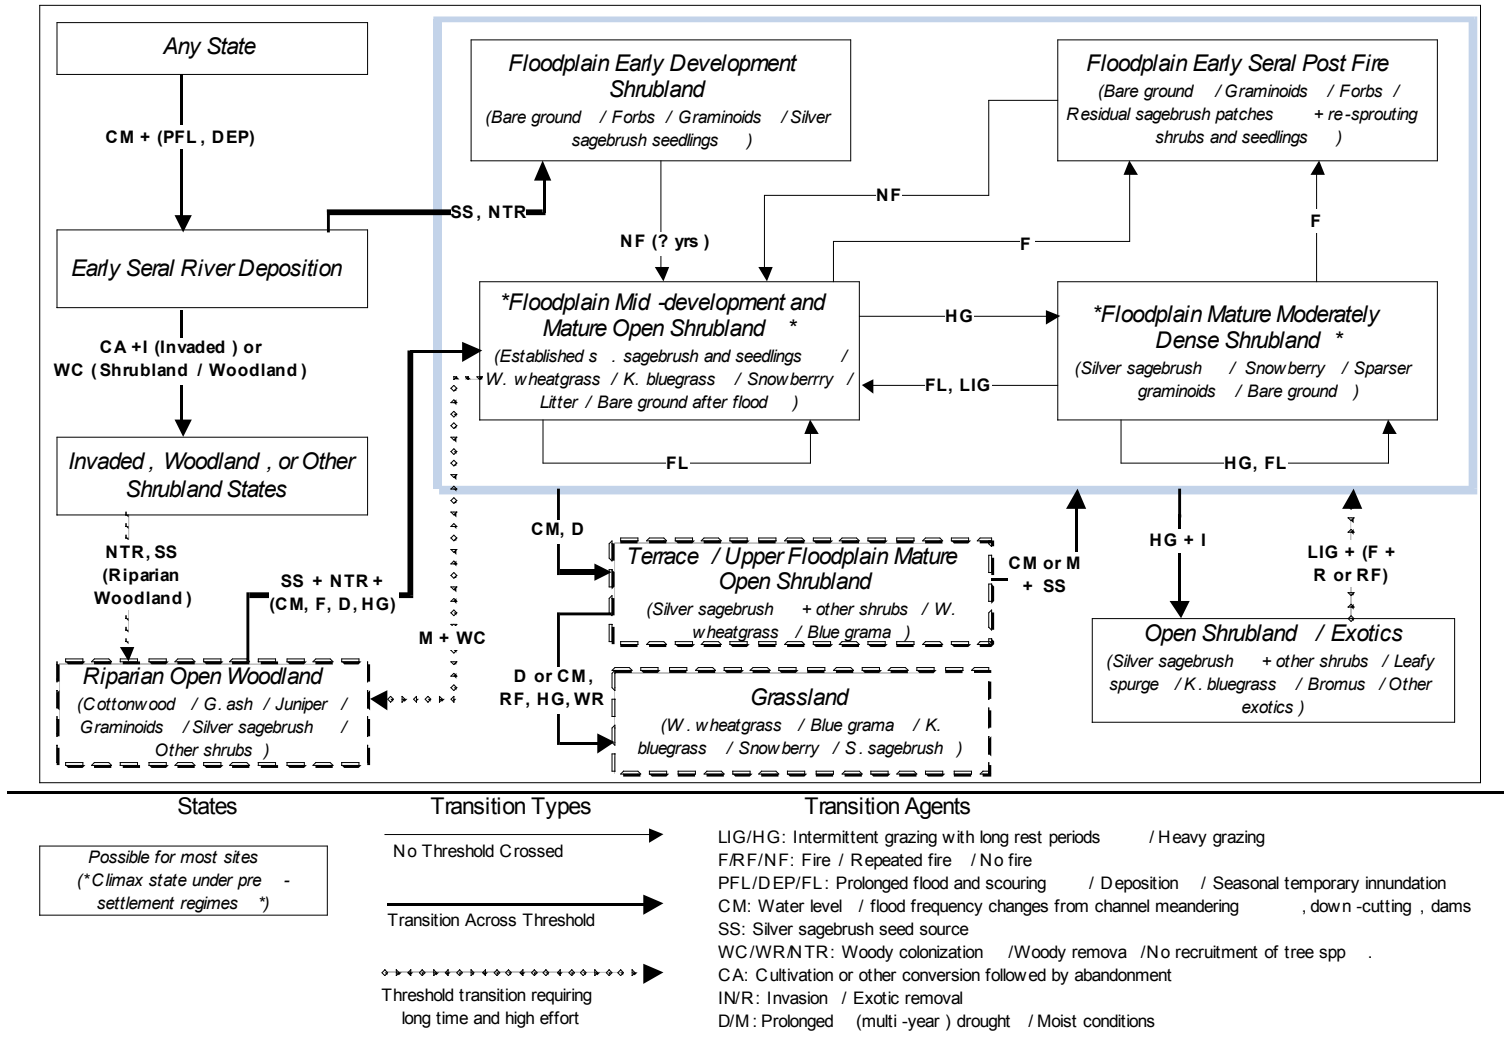 Any State
CM + (PFL, DEP)
Early Seral River Deposition
CA +I (Invaded ) or
WC ( Shrubland / Woodland)
Invaded , Woodland , or Other
Shrubland States
NTR, SS
(Riparian
Woodland )
SS + NTR +
(CM, F, D, HG)
Riparian Open Woodland
(Cottonwood / G. ash / Juniper /
Graminoids / Silver sagebrush /
Other shrubs )
M + WC
SS, NTR
Floodplain Early Development
Shrubland
(Bare ground / Forbs / Graminoids / Silver
sagebrush seedlings )
NF (? yrs )
Floodplain Early Seral Post Fire
(Bare ground / Graminoids / Forbs /
Residual sagebrush patches + re-sprouting
shrubs and seedlings )
NF
F
F
*Floodplain Mid -development and
Mature Open Shrubland *
(Established s . sagebrush and seedlings /
W. wheatgrass / K. bluegrass / Snowberrry /
Litter / Bare ground after flood )
HG
FL, LIG
*Floodplain Mature Moderately
Dense Shrubland *
(Silver sagebrush / Snowberry / Sparser
graminoids / Bare ground )
FL
HG, FL
CM, D
Terrace / Upper Floodplain Mature
Open Shrubland
(Silver sagebrush + other shrubs / W.
wheatgrass / Blue grama )
CM or M
+ SS
D or CM,
RF, HG, WR
Grassland
(W. wheatgrass / Blue grama / K.
bluegrass / Snowberry / S. sagebrush )
HG + I
LIG + (F +
R or RF)
Open Shrubland / Exotics
(Silver sagebrush + other shrubs / Leafy
spurge / K. bluegrass / Bromus / Other
exotics )
States
Possible for most sites
(*Climax state under pre -
settlement regimes *)
Transition Types
No Threshold Crossed
Transition Across Threshold
Threshold transition requiring
long time and high effort
Transition Agents
LIG/HG: Intermittent grazing with long rest periods / Heavy grazing
F/RF/NF: Fire / Repeated fire / No fire
PFL/DEP/FL: Prolonged flood and scouring / Deposition / Seasonal temporary innundation
CM: Water level / flood frequency changes from channel meandering , down -cutting , dams
SS: Silver sagebrush seed source
WC/WR/NTR: Woody colonization /Woody remova /No recruitment of tree spp .
CA: Cultivation or other conversion followed by abandonment
IN/R: Invasion / Exotic removal
D/M: Prolonged (multi -year ) drought / Moist conditions